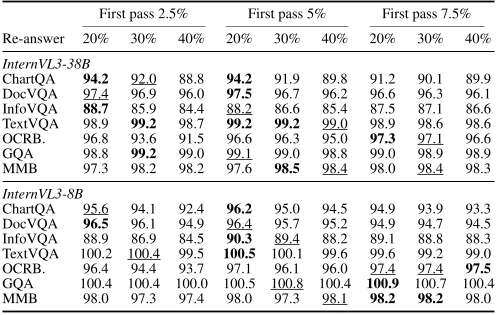 First pass 2.5% First pass 5% First pass 7.5%
Re-answer 20% 30% 40% 20% 30% 40% 20% 30% 40%
InternVL3-38B
ChartQA 94.2 92.0 88.8 94.2 91.9 89.8 91.2 90.1 89.9
DocVQA 97.4 96.9 96.0 97.5 96.7 96.2 96.6 96.3 96.1
InfoVQA 88.7 85.9 84.4 88.2 86.6 85.4 87.5 87.1 86.6
TextVQA 98.9 99.2 98.7 99.2 99.2 99.0 98.9 98.6 98.6
OCRB. 96.8 93.6 91.5 96.6 96.3 95.0 97.3 97.1 96.6
GQA 98.8 99.2 99.0 99.1 99.0 98.8 99.0 98.9 98.9
MMB 97.3 98.2 98.2 97.6 98.5 98.4 98.0 98.4 98.3
InternVL3-8B
ChartQA 95.6 94.1 92.4 96.2 95.0 94.5 94.9 93.9 93.3
DocVQA 96.5 96.1 94.9 96.4 95.7 95.2 94.9 94.7 94.5
InfoVQA 88.9 86.9 84.5 90.3 89.4 88.2 89.1 88.8 88.3
TextVQA 100.2 100.4 99.5 100.5 100.1 99.6 99.6 99.2 99.0
OCRB. 96.4 94.4 93.7 97.1 96.1 96.0 97.4 97.4 97.5
GQA 100.4 100.4 100.0 100.5 100.8 100.4 100.9 100.7 100.4
MMB 98.0 97.3 97.4 98.0 97.3 98.1 98.2 98.2 98.0